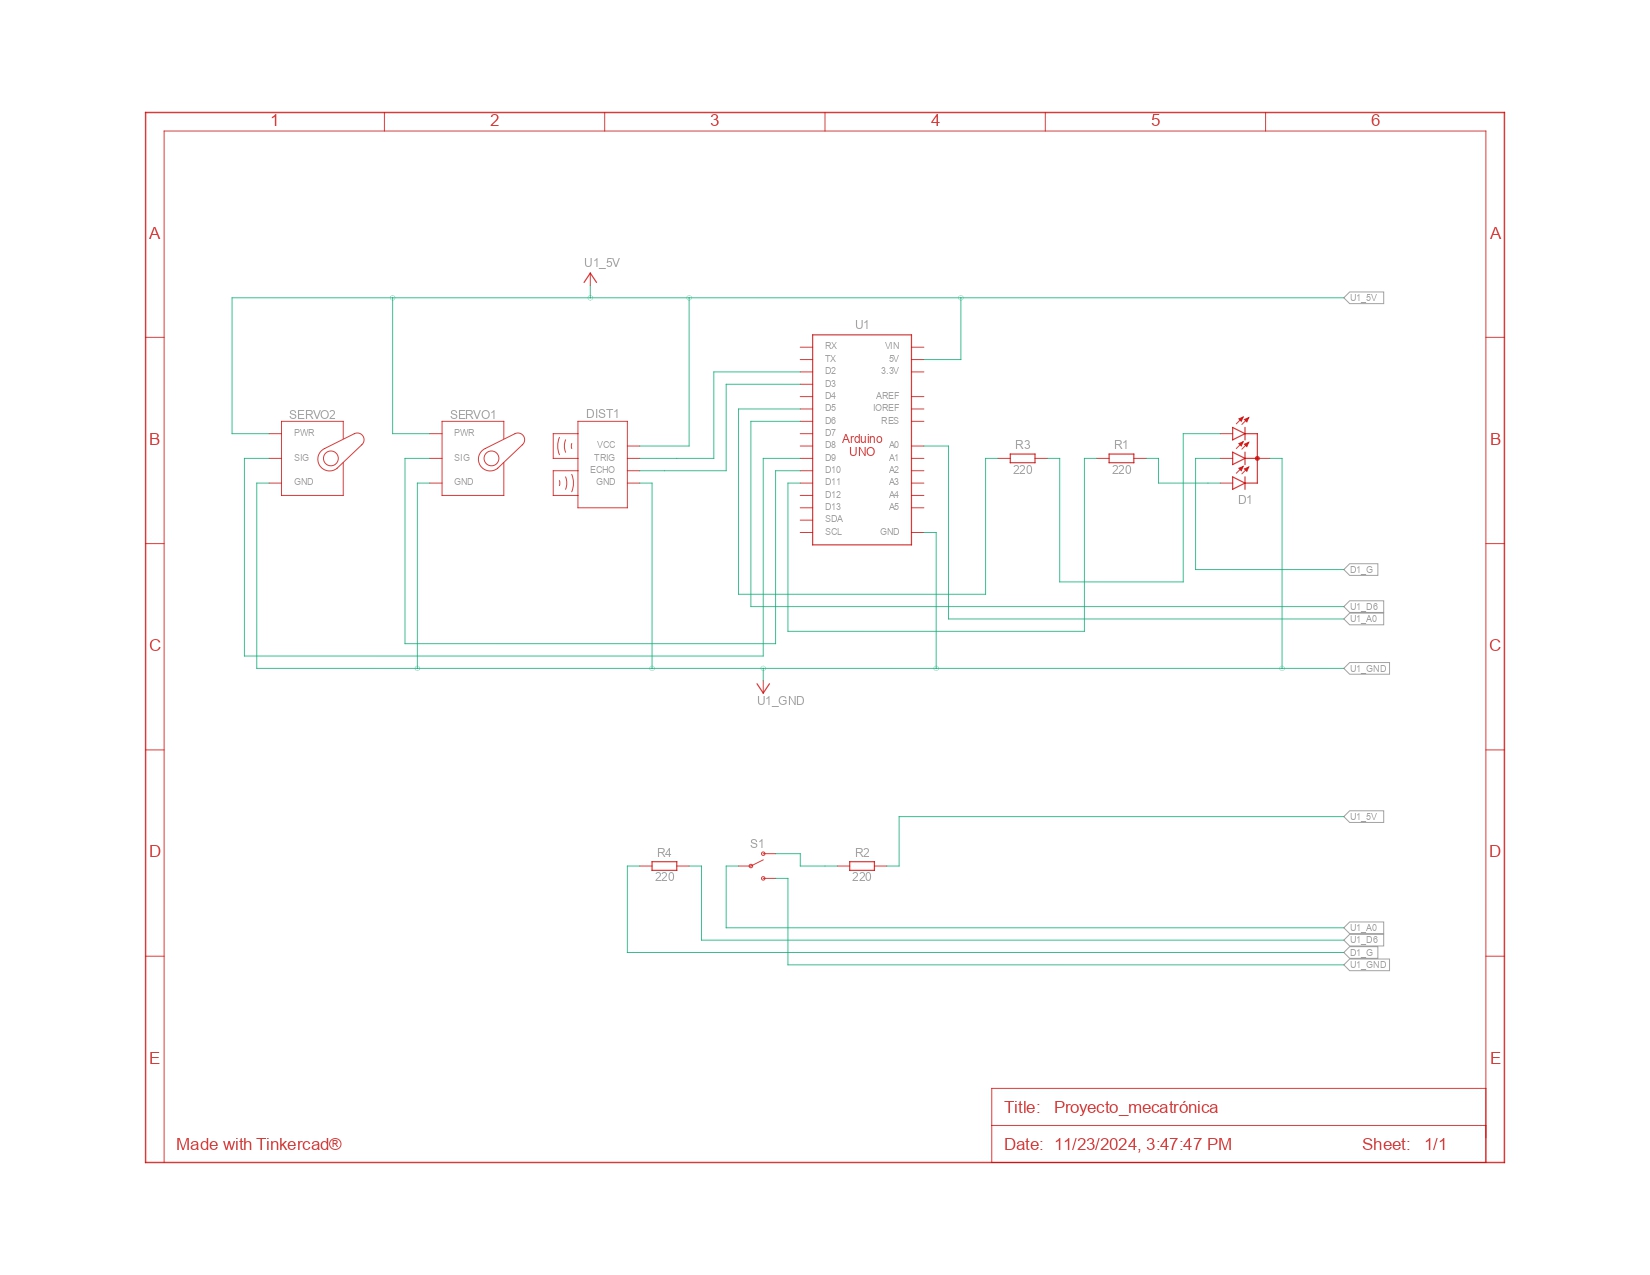 1 2 3 4 5 6
A A
U1_5V
U1_5V
U1
RX VIN
TX 5V
D2 3.3V
D3
D4 AREF
D5 IOREF
D6 RES
D7
D8 A0
D9 A1
D10 A2
D11 A3
D12 A4
D13 A5
SDA
SCL GND
Arduino
UNO
B B
SERVO2
PWR
SIG
GND
SERVO1
PWR
SIG
GND
DIST1
VCC
TRIG
ECHO
GND
R3
220
R1
220
D1
D1_G
U1_D6
U1_A0
C C
U1_GND
U1_GND
U1_5V
D D
R4
220
S1
R2
220
U1_A0
U1_D6
D1_G
U1_GND
E E
Title: Proyecto_mecatrónica
Made with Tinkercad®
Date: 11/23/2024, 3:47:47 PM Sheet: 1/1